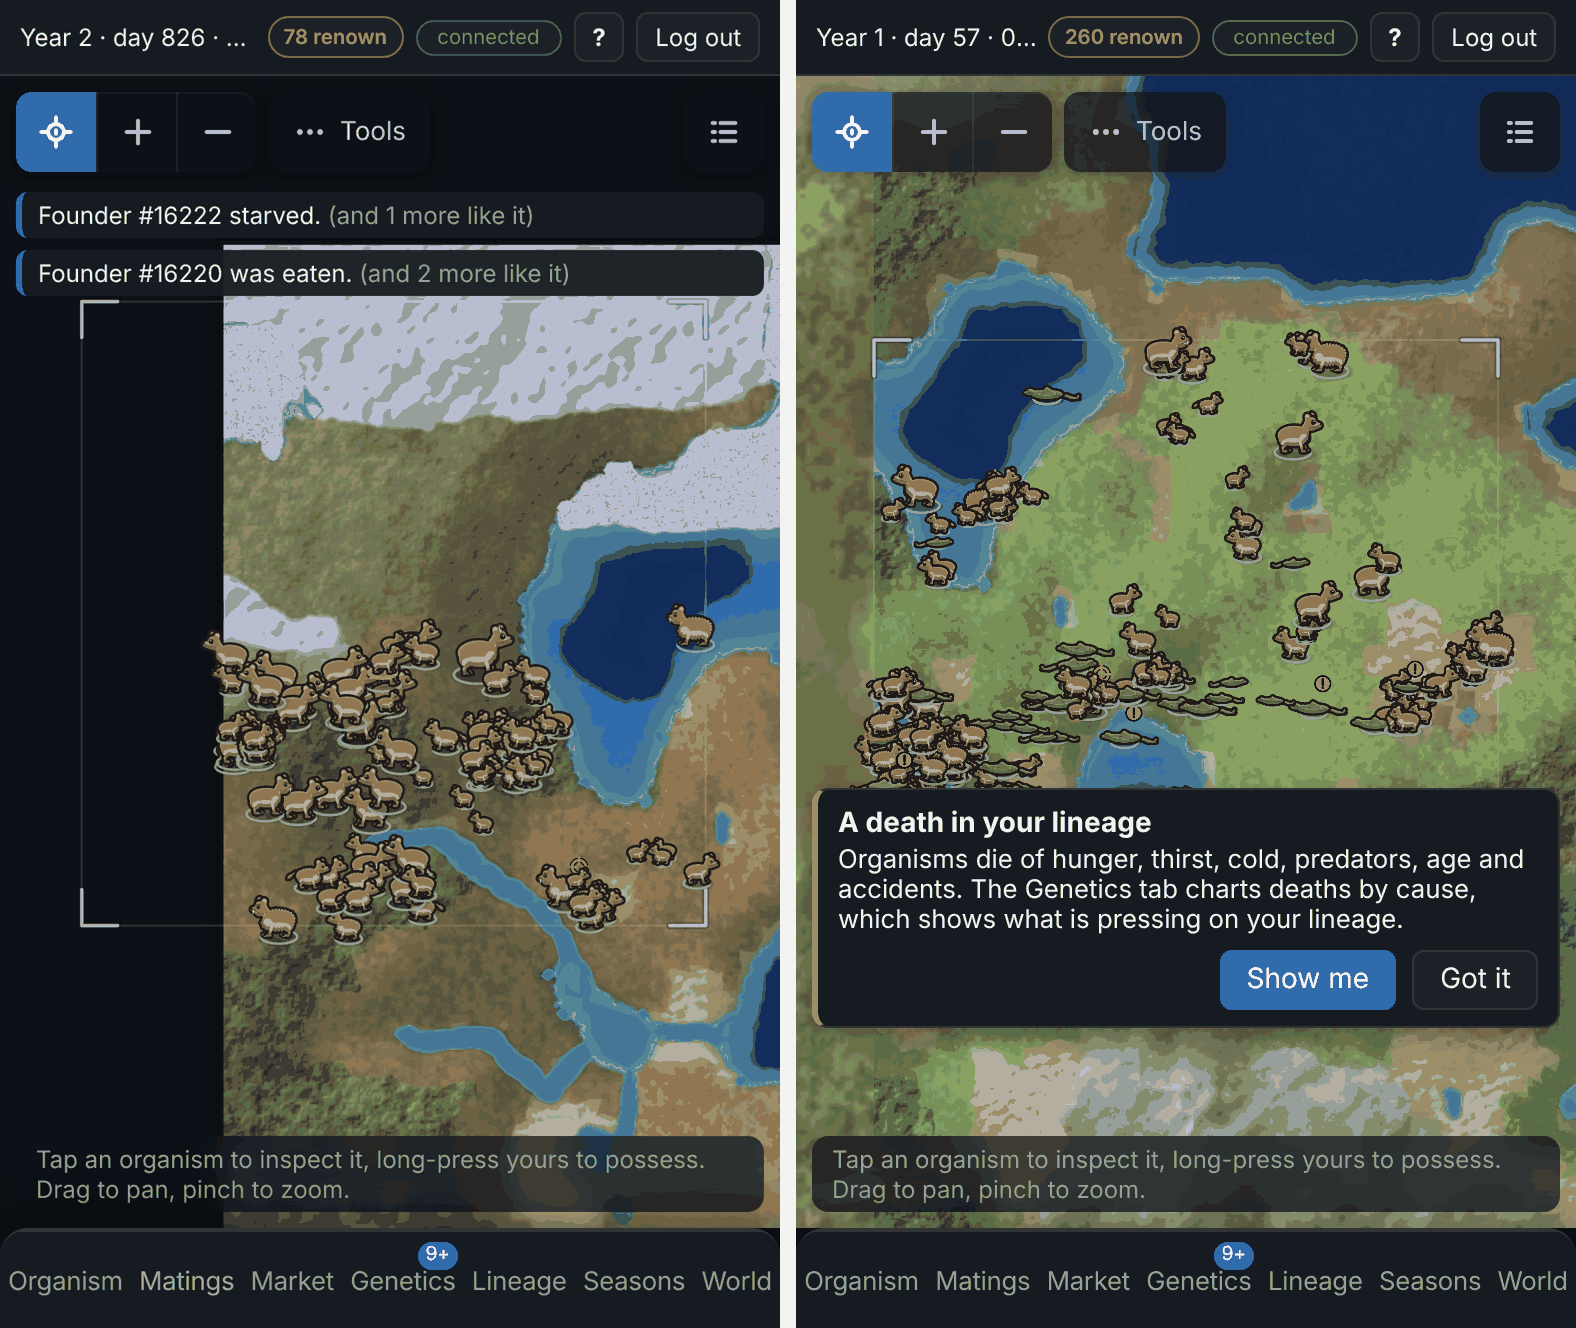 Year 2 · day 826 · ...
78 renown
connected
?
Log out
+
−
··· Tools
Founder #16222 starved. (and 1 more like it)
Founder #16220 was eaten. (and 2 more like it)
Tap an organism to inspect it, long-press yours to possess.
Drag to pan, pinch to zoom.
9+
Organism Matings Market Genetics Lineage Seasons World
Year 1 · day 57 · 0...
260 renown
connected
?
Log out
+
−
··· Tools
A death in your lineage
Organisms die of hunger, thirst, cold, predators, age and
accidents. The Genetics tab charts deaths by cause,
which shows what is pressing on your lineage.
Show me
Got it
Tap an organism to inspect it, long-press yours to possess.
Drag to pan, pinch to zoom.
9+
Organism Matings Market Genetics Lineage Seasons World